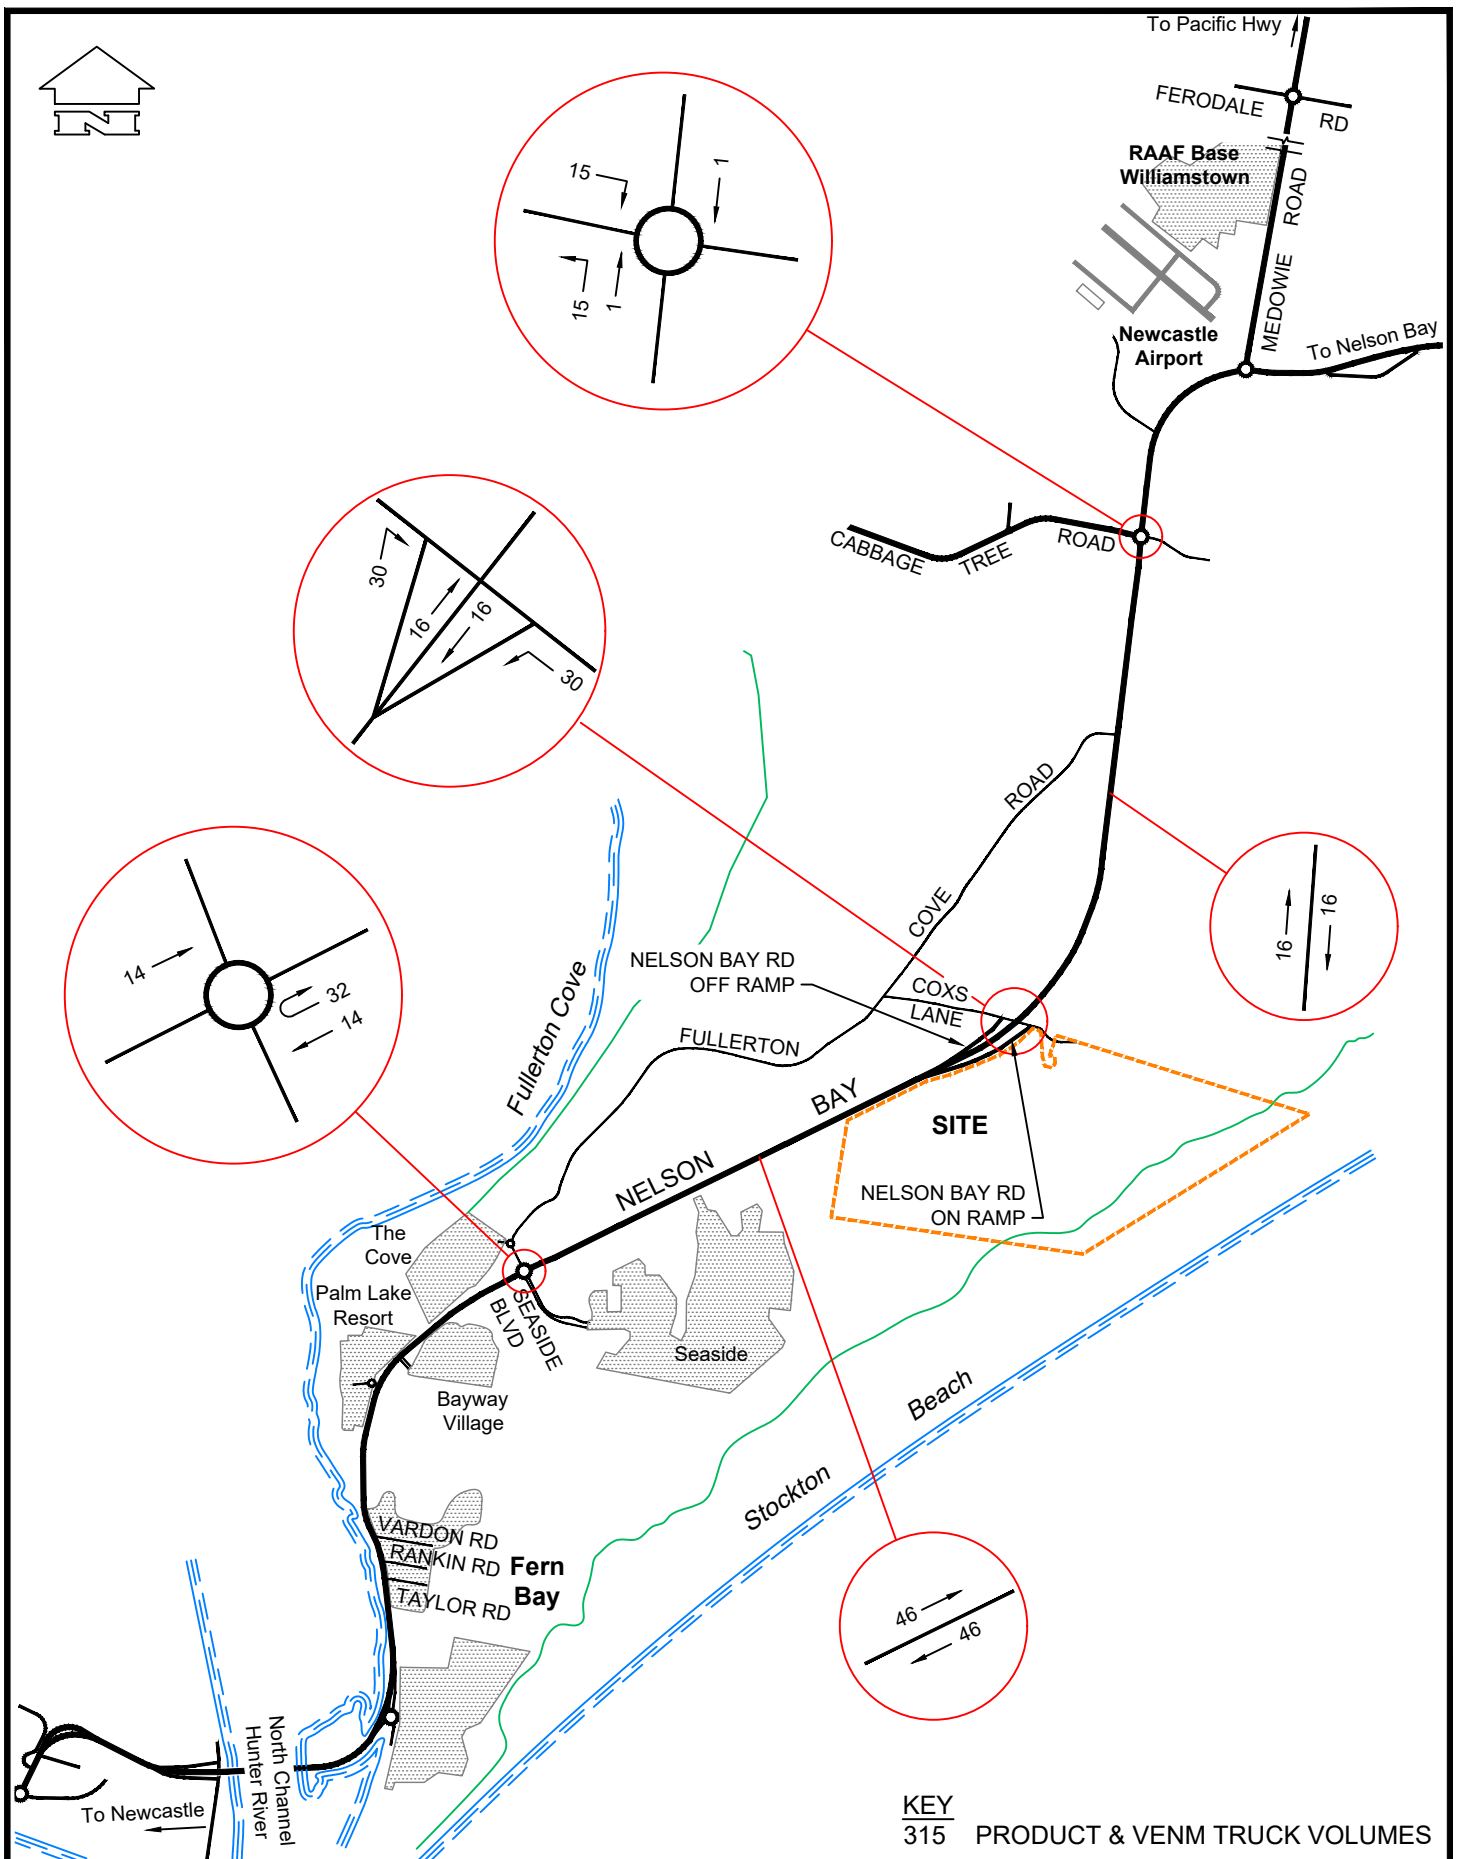 To Pacific Hwy
FERODALE
RD
RAAF Base
Williamstown
MEDOWIE ROAD
N
15
1
15
1
Newcastle
Airport
To Nelson Bay
CABBAGE TREE ROAD
30
16
16
30
FULLERTON COVE ROAD
16
16
14
32
14
Fullerton Cove
NELSON BAY RD
OFF RAMP
COXS
LANE
NELSON BAY
SITE
NELSON BAY RD
ON RAMP
The
Cove
Palm Lake
Resort
SEASIDE
BLVD
Seaside
Bayway
Village
Stockton Beach
VARDON RD
RANKIN RD
TAYLOR RD
Fern
Bay
46
46
North Channel
Hunter River
To Newcastle
KEY
315 PRODUCT & VENM TRUCK VOLUMES